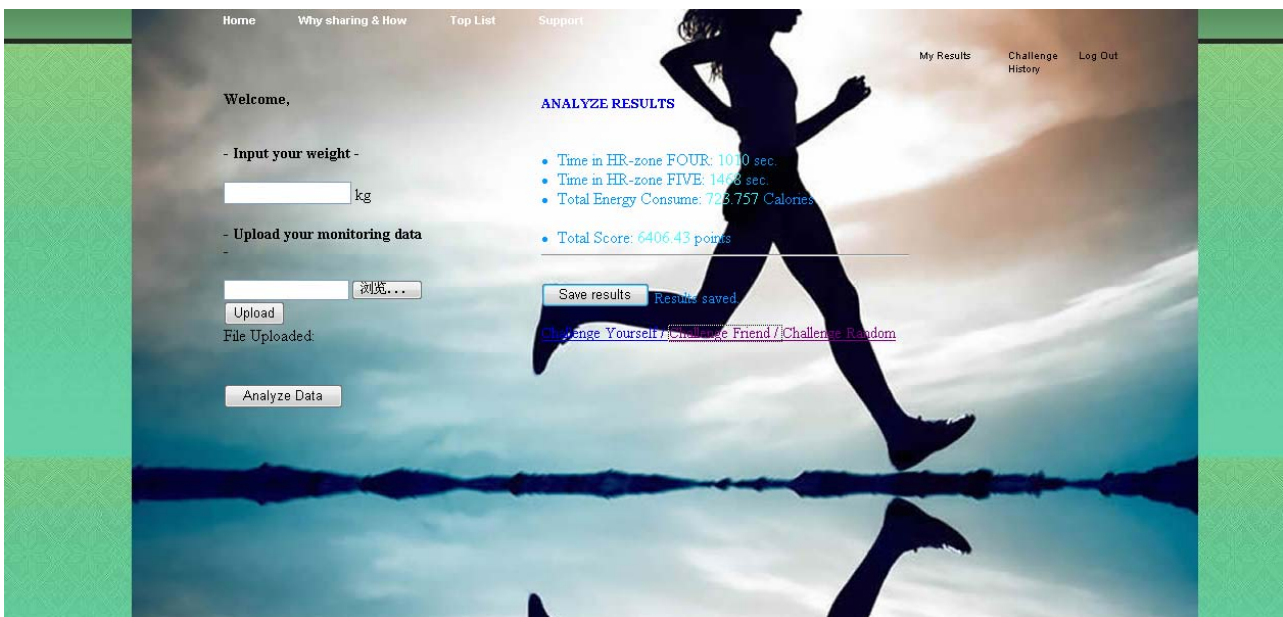 Home Why sharing & How Top List Support
My Results Challenge History Log Out
Welcome,
- Input your weight -
kg
- Upload your monitoring data
-
浏览...
Upload
File Uploaded:
Analyze Data
ANALYZE RESULTS
Time in HR-zone FOUR: 1010 sec.
Time in HR-zone FIVE: 1468 sec.
Total Energy Consume: 723.757 Calories
Total Score: 6406.43 points
Save results Results saved
Challenge Yourself / Challenge Friend / Challenge Random